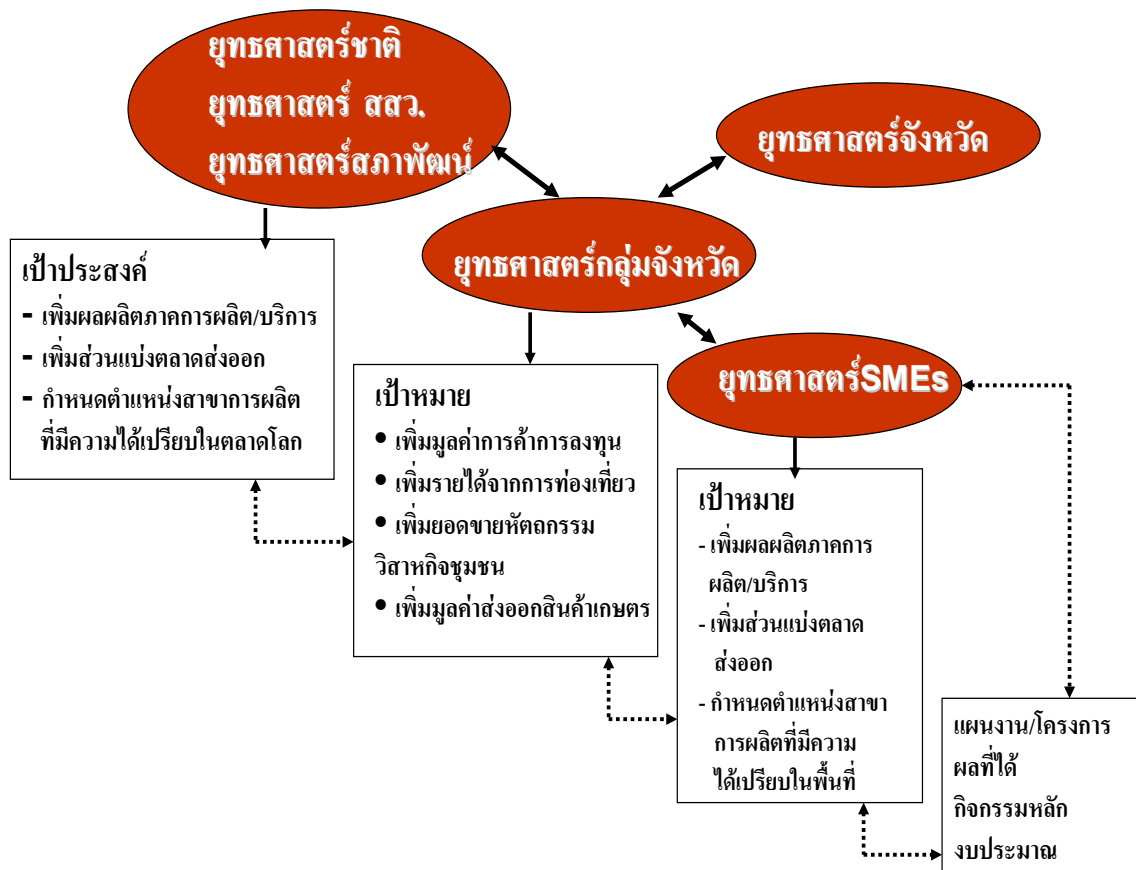 ยุทธศาสตร์ชาติ
ยุทธศาสตร์ สสว.
ยุทธศาสตร์สภาพัฒน์
ยุทธศาสตร์จังหวัด
ยุทธศาสตร์กลุ่มจังหวัด
ยุทธศาสตร์SMEs
เป้าประสงค์
- เพิ่มผลผลิตภาคการผลิต/บริการ
- เพิ่มส่วนแบ่งตลาดส่งออก
- กำหนดตำแหน่งสาขาการผลิต
ที่มีความได้เปรียบในตลาดโลก
เป้าหมาย
• เพิ่มมูลค่าการค้าการลงทุน
• เพิ่มรายได้จากการท่องเที่ยว
• เพิ่มยอดขายหัตถกรรม
วิสาหกิจชุมชน
• เพิ่มมูลค่าส่งออกสินค้าเกษตร
เป้าหมาย
- เพิ่มผลผลิตภาคการ
ผลิต/บริการ
- เพิ่มส่วนแบ่งตลาด
ส่งออก
- กำหนดตำแหน่งสาขา
การผลิตที่มีความ
ได้เปรียบในพื้นที่
แผนงาน/โครงการ
ผลที่ได้
กิจกรรมหลัก
งบประมาณ